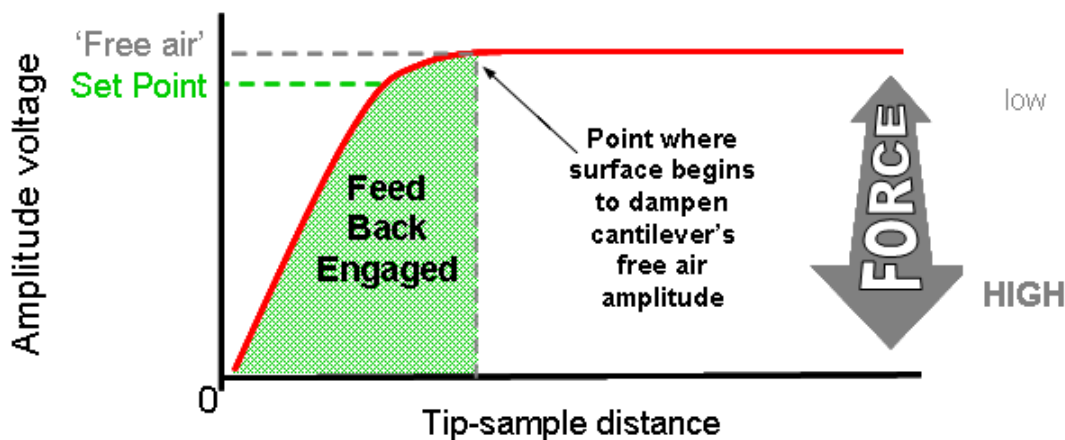 Amplitude voltage
'Free air'
Set Point
0
Feed
Back
Engaged
Point where
surface begins
to dampen
cantilever's
free air
amplitude
FORCE
low
HIGH
Tip-sample distance